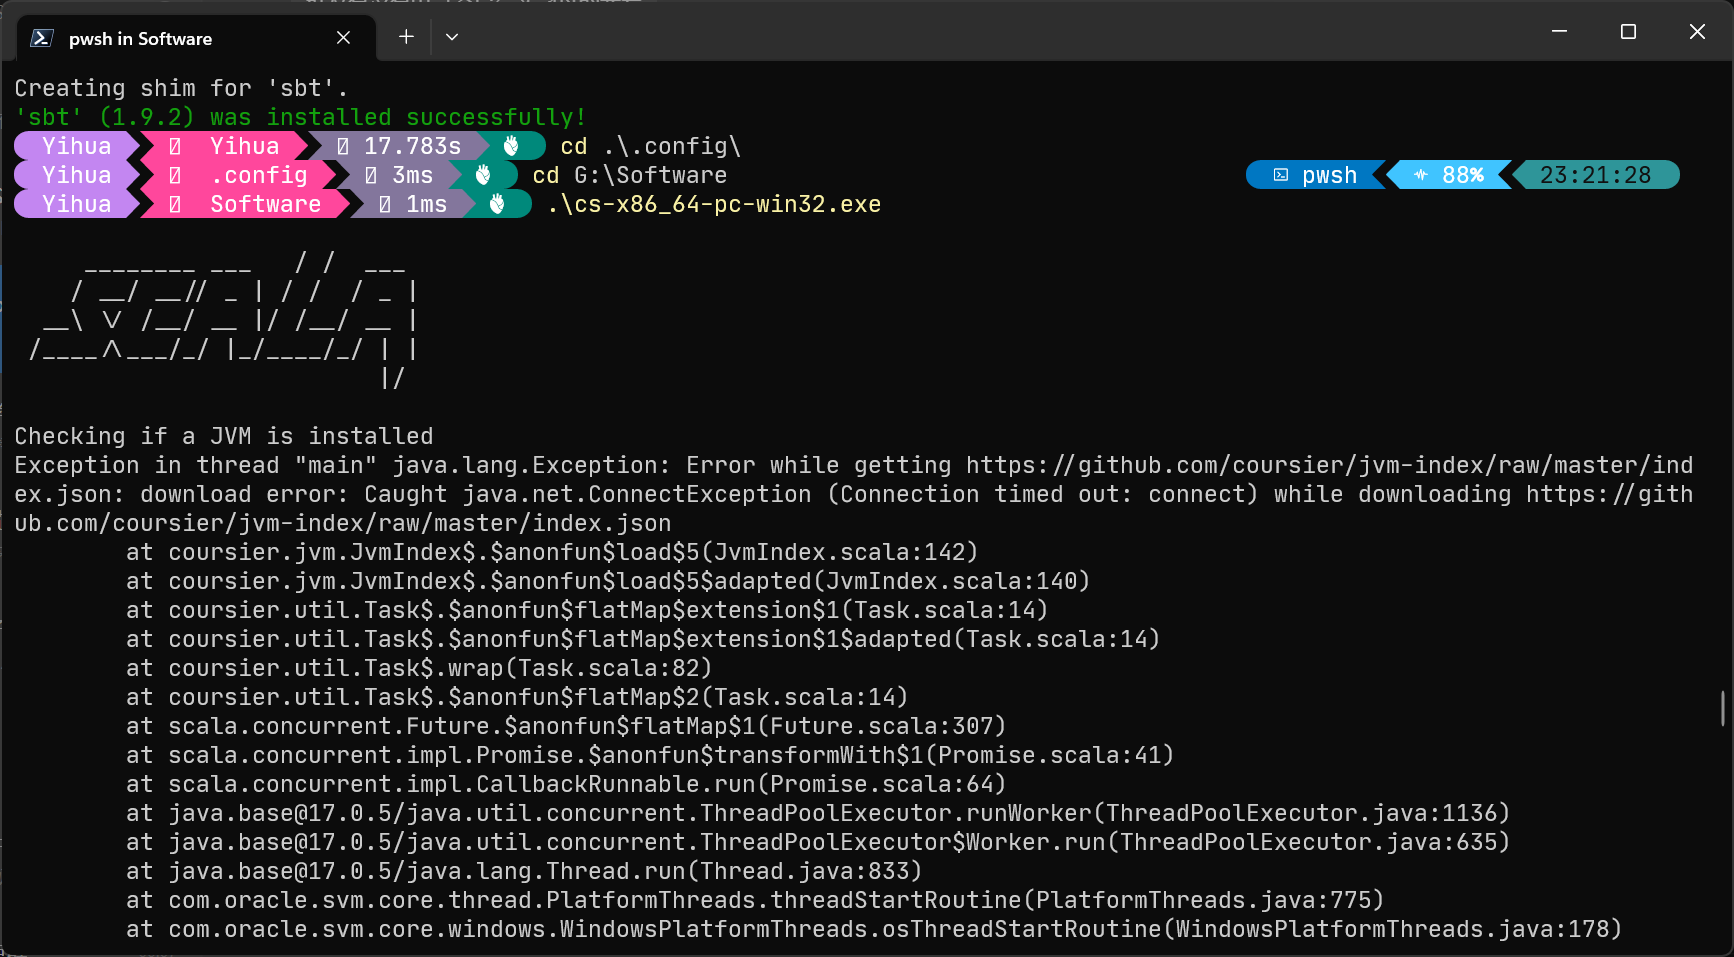 pwsh in Software
Creating shim for 'sbt'.
'sbt' (1.9.2) was installed successfully!
Yihua Yihua 17.783s cd .\.config\
Yihua .config 3ms cd G:\Software pwsh 88% 23:21:28
Yihua Software 1ms .\cs-x86_64-pc-win32.exe
SCALA
Checking if a JVM is installed
Exception in thread "main" java.lang.Exception: Error while getting https://github.com/coursier/jvm-index/raw/master/ind
ex.json: download error: Caught java.net.ConnectException (Connection timed out: connect) while downloading https://gith
ub.com/coursier/jvm-index/raw/master/index.json
at coursier.jvm.JvmIndex$.$anonfun$load$5(JvmIndex.scala:142)
at coursier.jvm.JvmIndex$.$anonfun$load$5$adapted(JvmIndex.scala:140)
at coursier.util.Task$.$anonfun$flatMap$extension$1(Task.scala:14)
at coursier.util.Task$.$anonfun$flatMap$extension$1$adapted(Task.scala:14)
at coursier.util.Task$.wrap(Task.scala:82)
at coursier.util.Task$.$anonfun$flatMap$2(Task.scala:14)
at scala.concurrent.Future.$anonfun$flatMap$1(Future.scala:307)
at scala.concurrent.impl.Promise.$anonfun$transformWith$1(Promise.scala:41)
at scala.concurrent.impl.CallbackRunnable.run(Promise.scala:64)
at java.base@17.0.5/java.util.concurrent.ThreadPoolExecutor.runWorker(ThreadPoolExecutor.java:1136)
at java.base@17.0.5/java.util.concurrent.ThreadPoolExecutor$Worker.run(ThreadPoolExecutor.java:635)
at java.base@17.0.5/java.lang.Thread.run(Thread.java:833)
at com.oracle.svm.core.thread.PlatformThreads.threadStartRoutine(PlatformThreads.java:775)
at com.oracle.svm.core.windows.WindowsPlatformThreads.osThreadStartRoutine(WindowsPlatformThreads.java:178)